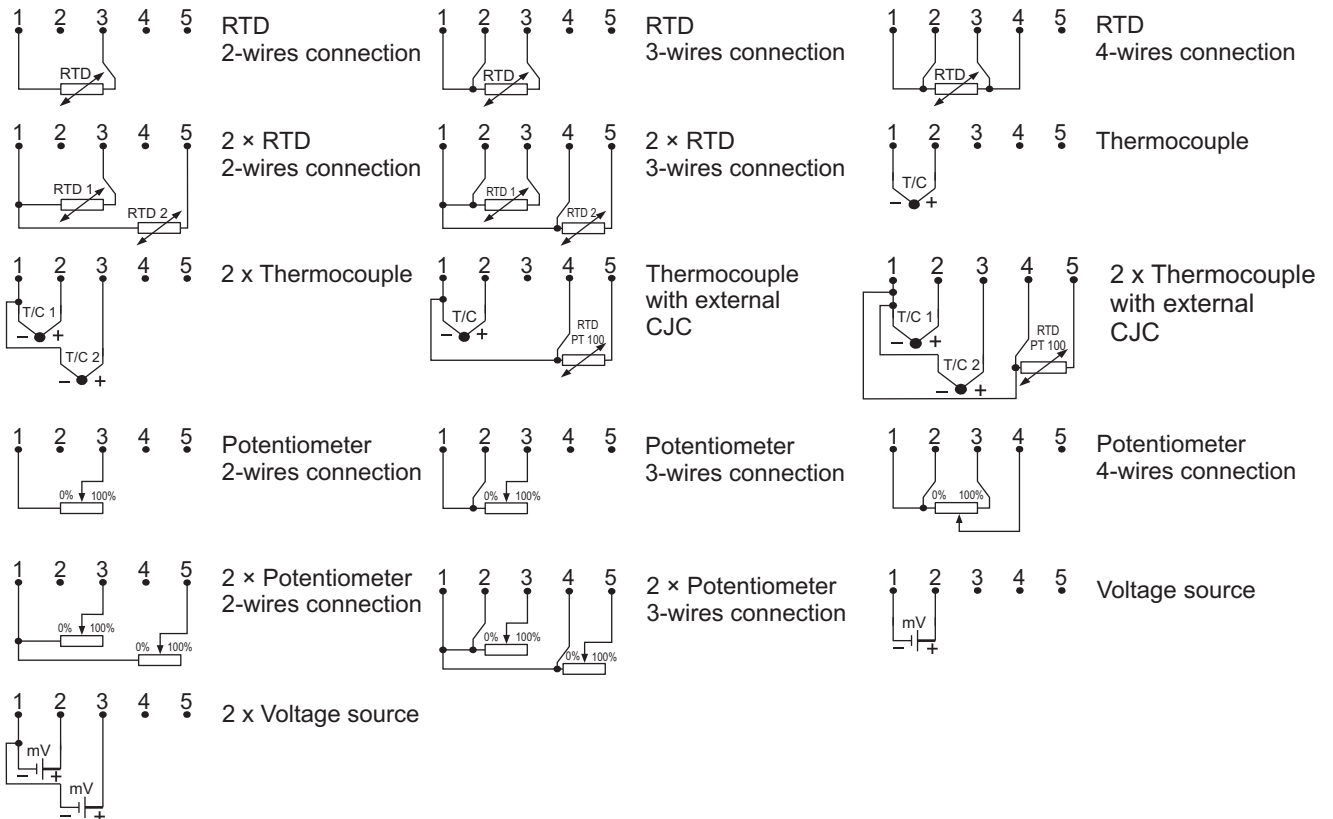 1 2 3 4 5
RTD
2-wires connection
RTD
1 2 3 4 5
RTD
3-wires connection
RTD
1 2 3 4 5
RTD
4-wires connection
RTD
1 2 3 4 5
2 × RTD
2-wires connection
RTD 1
RTD 2
1 2 3 4 5
2 × RTD
3-wires connection
RTD 1
RTD 2
1 2 3 4 5
Thermocouple
T/C
– +
1 2 3 4 5
2 x Thermocouple
T/C 1
– +
T/C 2
– +
1 2 3 4 5
Thermocouple
with external
CJC
T/C
– +
RTD
PT 100
1 2 3 4 5
2 x Thermocouple
with external
CJC
T/C 1
– +
T/C 2
– +
RTD
PT 100
1 2 3 4 5
Potentiometer
2-wires connection
0% 100%
1 2 3 4 5
Potentiometer
3-wires connection
0% 100%
1 2 3 4 5
Potentiometer
4-wires connection
0% 100%
1 2 3 4 5
2 × Potentiometer
2-wires connection
0% 100%
0% 100%
1 2 3 4 5
2 × Potentiometer
3-wires connection
0% 100%
0% 100%
1 2 3 4 5
Voltage source
mV
– +
1 2 3 4 5
2 x Voltage source
mV
– +
mV
– +